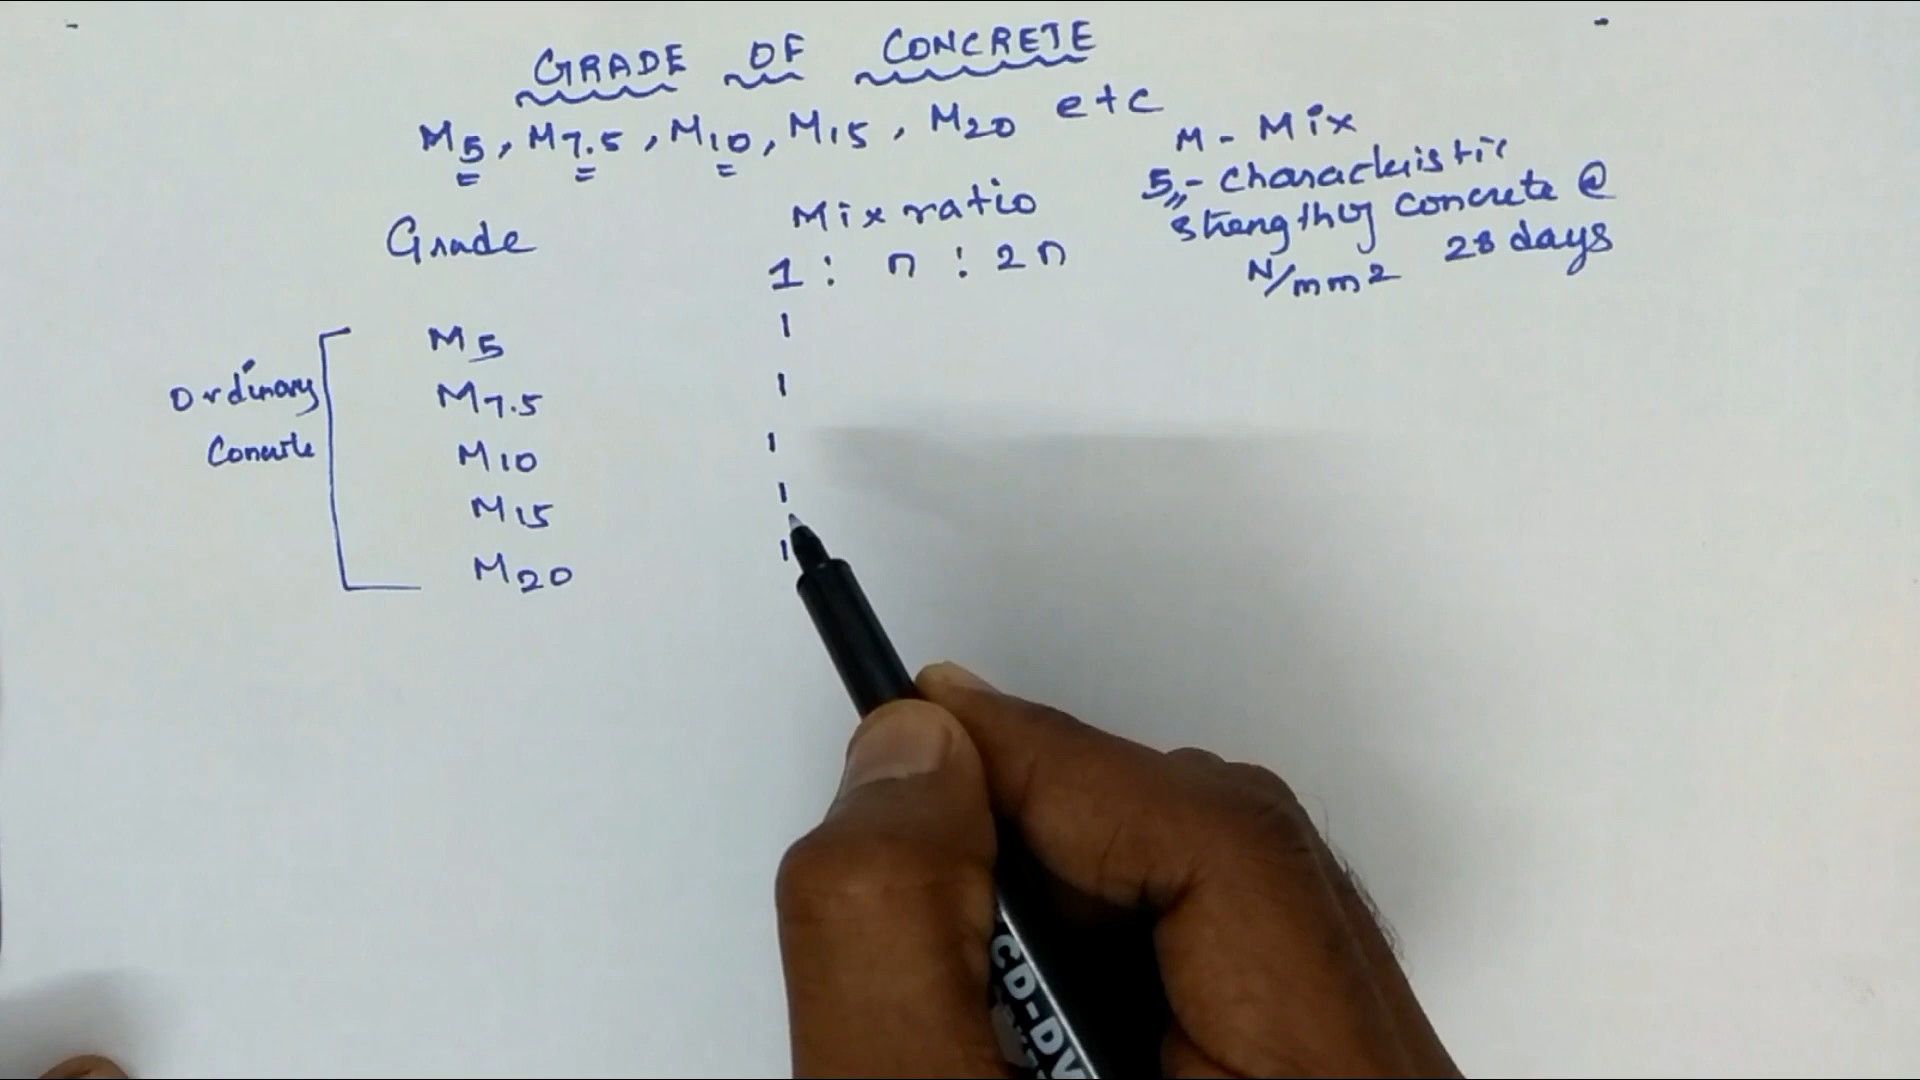 GRADE OF CONCRETE
M5, M7.5, M10, M15, M20 etc
M - Mix
5 - Characteristic
Strength of Concrete @
N/mm2 28 days
Grade
Mix ratio
1 : n : 2n
M5 1
M7.5 1
M10 1
M15 1
M20 1
Ordinary
Concrete
CD-DV